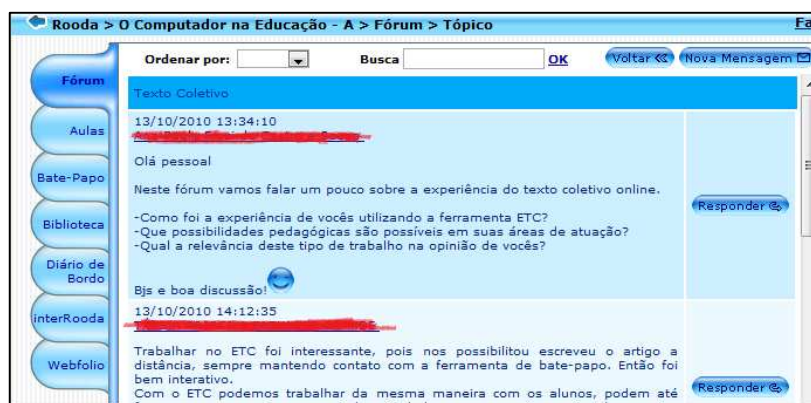 Rooda > O Computador na Educação - A > Fórum > Tópico
Ordenar por:
Busca
OK
Voltar
Nova Mensagem
Fórum
Aulas
Bate-Papo
Biblioteca
Diário de
Bordo
interRooda
Webfolio
Texto Coletivo
13/10/2010 13:34:10
Olá pessoal
Neste fórum vamos falar um pouco sobre a experiência do texto coletivo online.
-Como foi a experiência de vocês utilizando a ferramenta ETC?
-Que possibilidades pedagógicas são possíveis em suas áreas de atuação?
-Qual a relevância deste tipo de trabalho na opinião de vocês?
Bjs e boa discussão!
Responder
13/10/2010 14:12:35
Trabalhar no ETC foi interessante, pois nos possibilitou escreveu o artigo a
distância, sempre mantendo contato com a ferramenta de bate-papo. Então foi
bem interativo.
Com o ETC podemos trabalhar da mesma maneira com os alunos, podem até
Responder